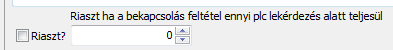 Riaszt ha a bekapcsolás feltétel ennyi plc lekérdezés alatt teljesül
Riaszt? 0